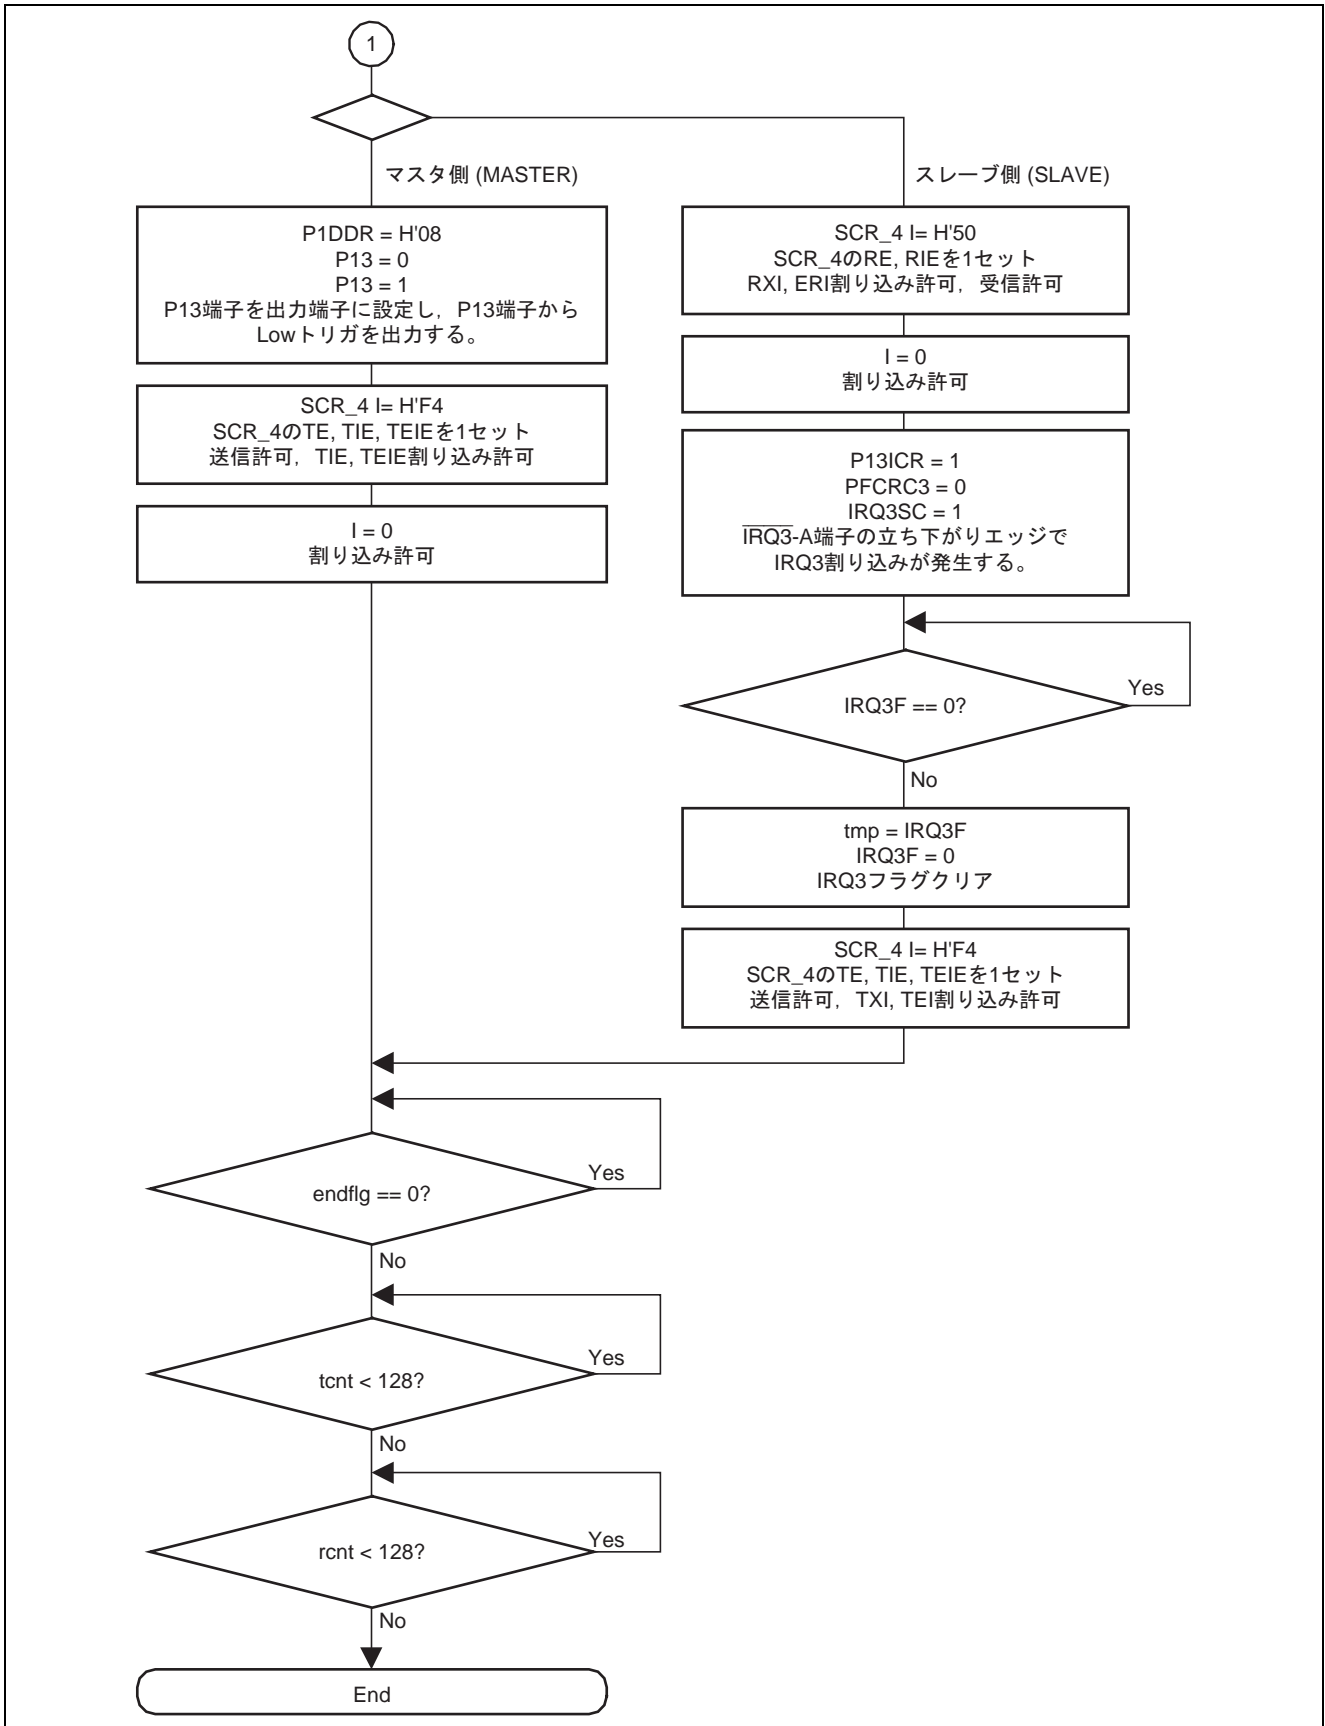 1
マスタ側 (MASTER)
P1DDR = H'08
P13 = 0
P13 = 1
P13端子を出力端子に設定し，P13端子から
Lowトリガを出力する。
SCR_4 I= H'F4
SCR_4のTE, TIE, TEIEを1セット
送信許可，TIE, TEIE割り込み許可
I = 0
割り込み許可
スレーブ側 (SLAVE)
SCR_4 I= H'50
SCR_4のRE, RIEを1セット
RXI, ERI割り込み許可，受信許可
I = 0
割り込み許可
P13ICR = 1
PFCRC3 = 0
IRQ3SC = 1
IRQ3-A端子の立ち下がりエッジで
IRQ3割り込みが発生する。
IRQ3F == 0?
Yes
No
tmp = IRQ3F
IRQ3F = 0
IRQ3フラグクリア
SCR_4 I= H'F4
SCR_4のTE, TIE, TEIEを1セット
送信許可，TXI, TEI割り込み許可
endflg == 0?
Yes
No
tcnt < 128?
Yes
No
rcnt < 128?
Yes
No
End